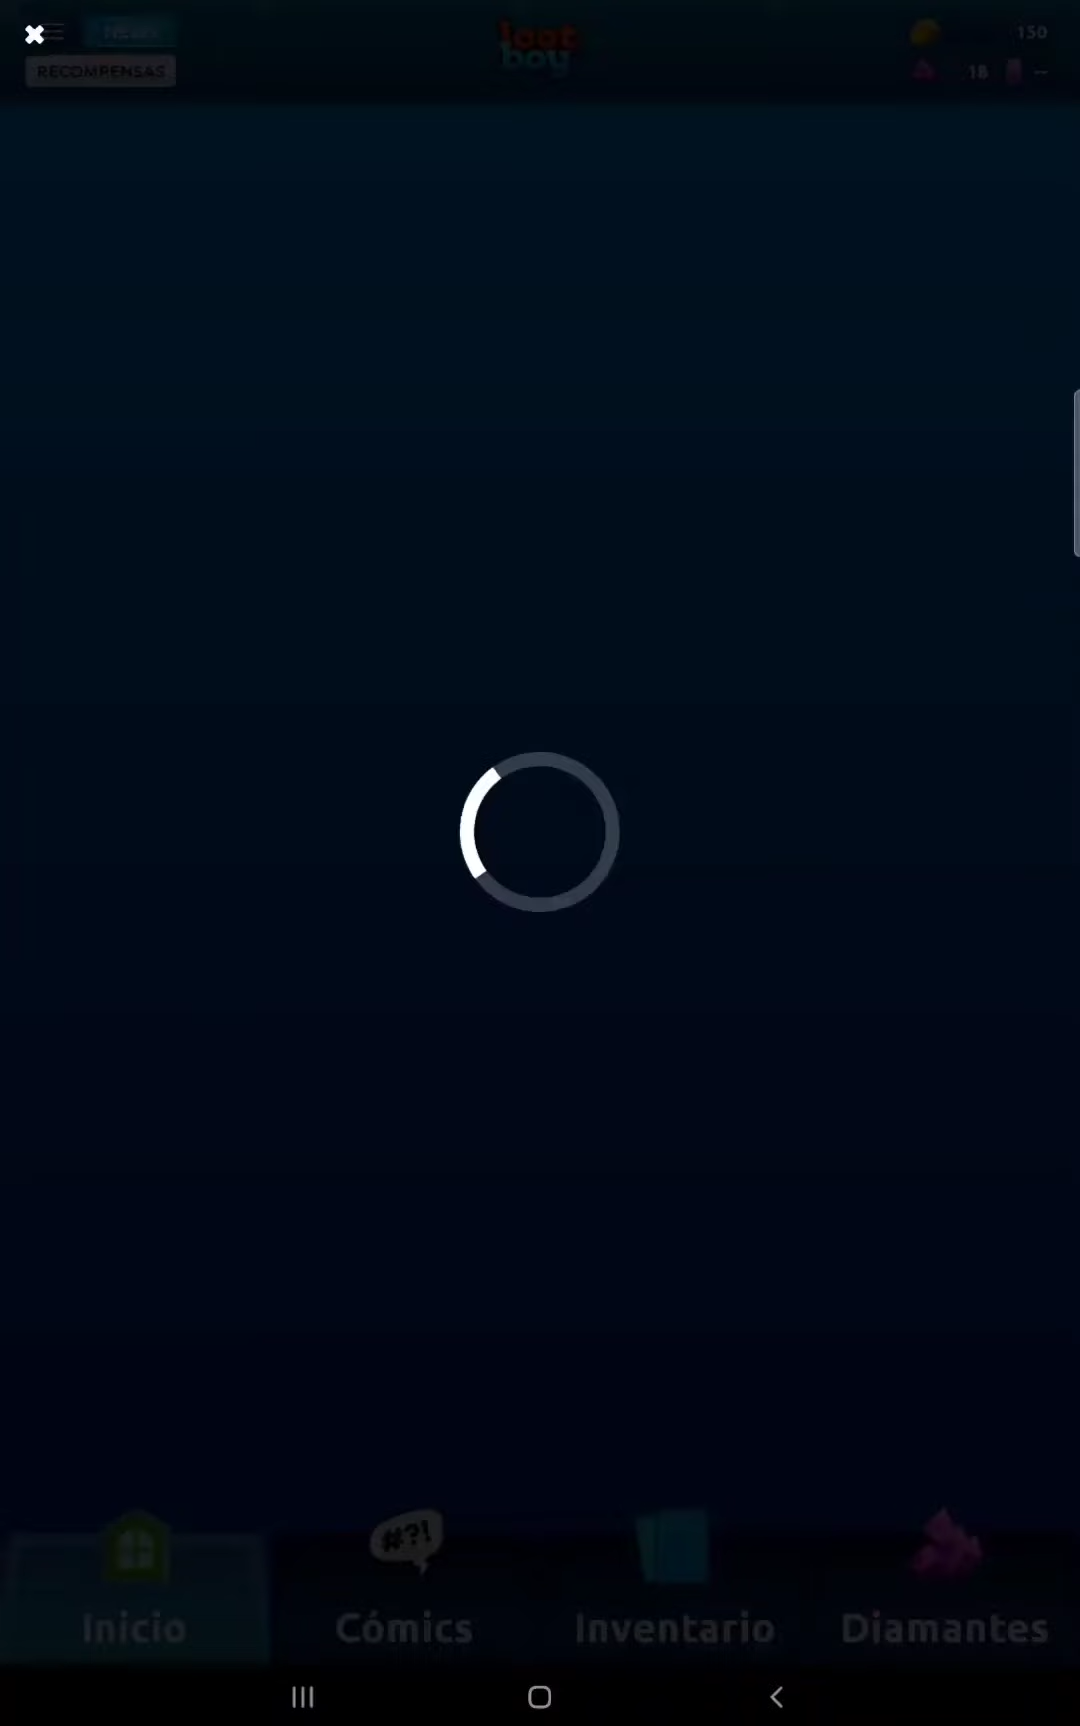 NEWS
loot
boy
150
RECOMPENSAS
18 --
#?!
Inicio Cómics Inventario Diamantes